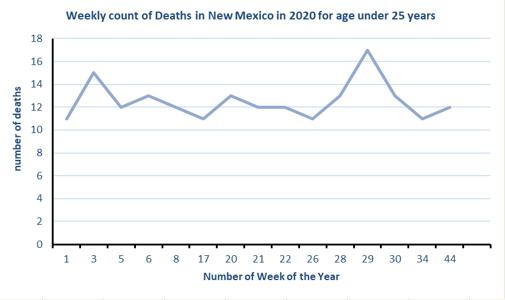 Weekly count of Deaths in New Mexico in 2020 for age under 25 years
number of deaths
18
16
14
12
10
8
6
4
2
0
1 3 5 6 8 17 20 21 22 26 28 29 30 34 44
Number of Week of the Year